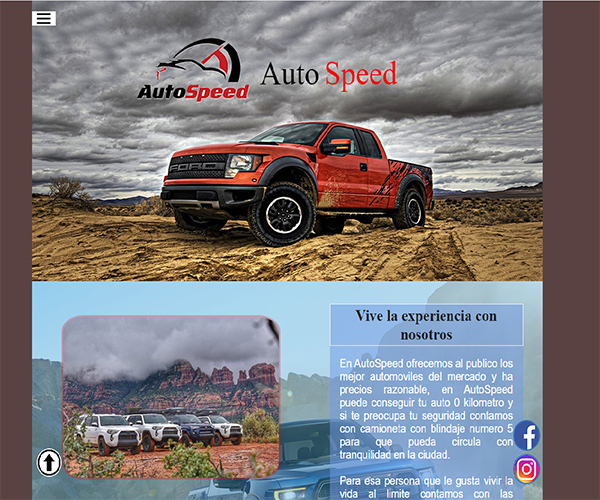 AutoSpeed
Auto Speed
FORD
Vive la experiencia con
nosotros
En AutoSpeed ofrecemos al publico los
mejor automoviles del mercado y ha
precios razonable, en AutoSpeed
puede conseguir tu auto 0 kilometro y
si te preocupa tu seguridad contamos
con camioneta con blindaje numero 5
para que pueda circula con
tranquilidad en la ciudad.
Para esa persona que le gusta vivir la
vida al limite contamos con las